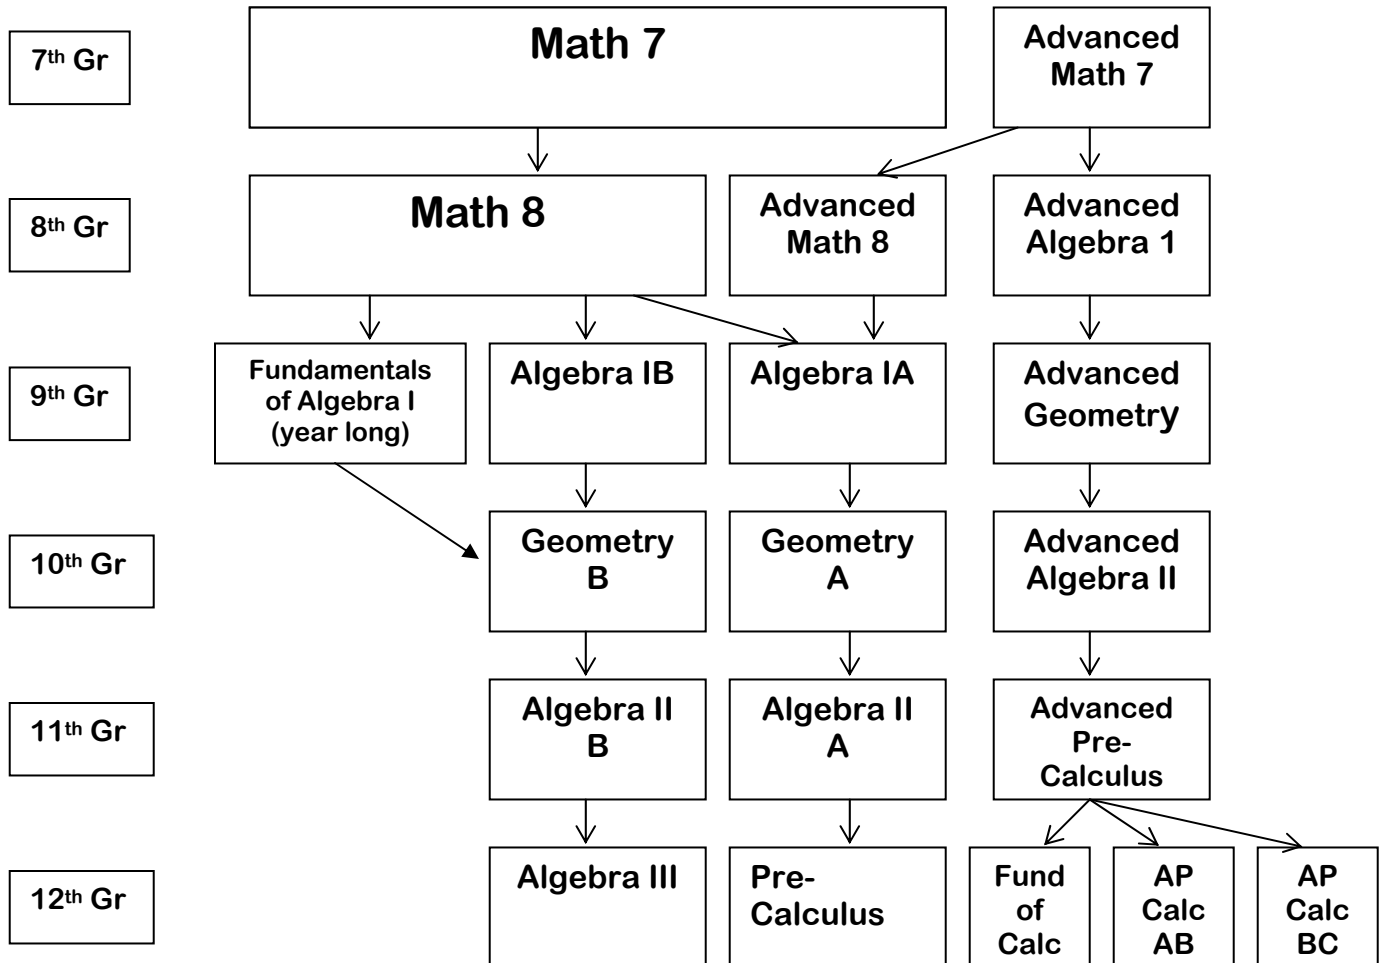 7th Gr
Math 7
Advanced
Math 7
8th Gr
Math 8
Advanced
Math 8
Advanced
Algebra 1
9th Gr
Fundamentals
of Algebra I
(year long)
Algebra IB
Algebra IA
Advanced
Geometry
10th Gr
Geometry
B
Geometry
A
Advanced
Algebra II
11th Gr
Algebra II
B
Algebra II
A
Advanced
Pre-
Calculus
12th Gr
Algebra III
Pre-
Calculus
Fund
of
Calc
AP
Calc
AB
AP
Calc
BC